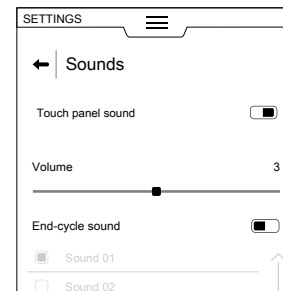 SETTINGS
Sounds
Touch panel sound
Volume 3
End-cycle sound
Sound 01
Sound 02